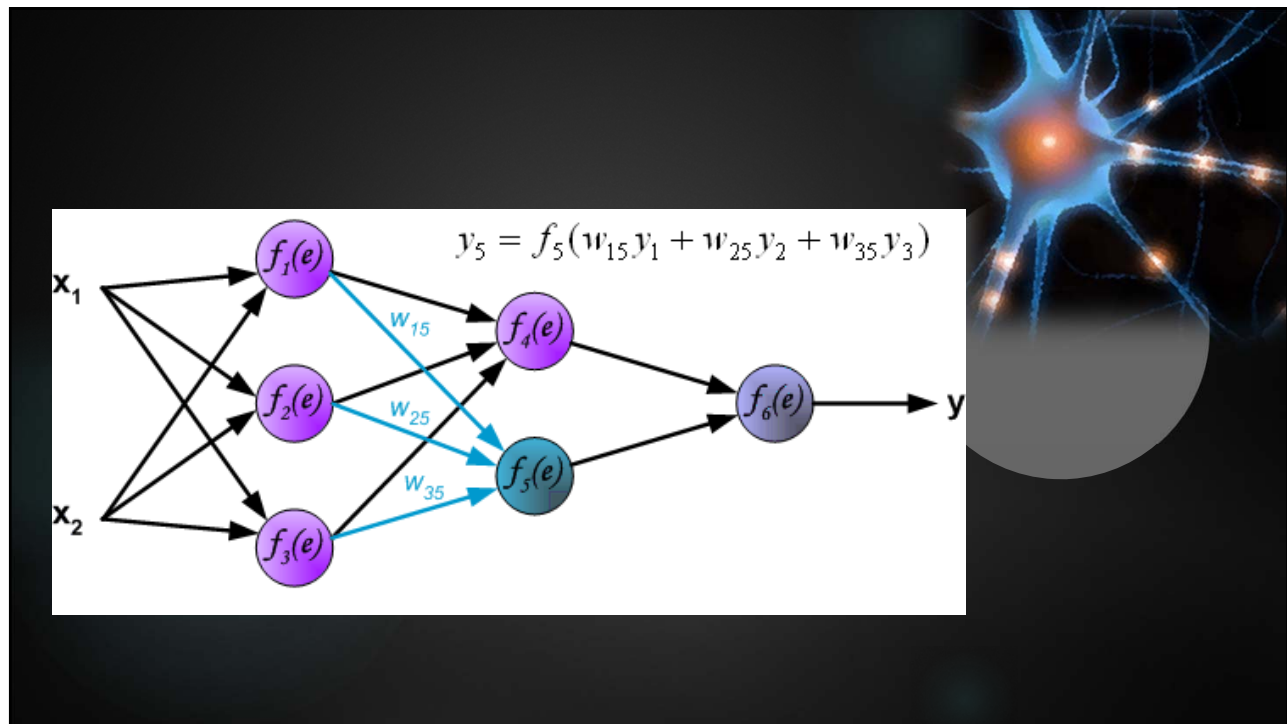 y₅ = f₅(w₁₅y₁ + w₂₅y₂ + w₃₅y₃)
f₁(e)
x₁
w₁₅
f₄(e)
f₂(e)
w₂₅
f₆(e)
y
f₅(e)
w₃₅
x₂
f₃(e)